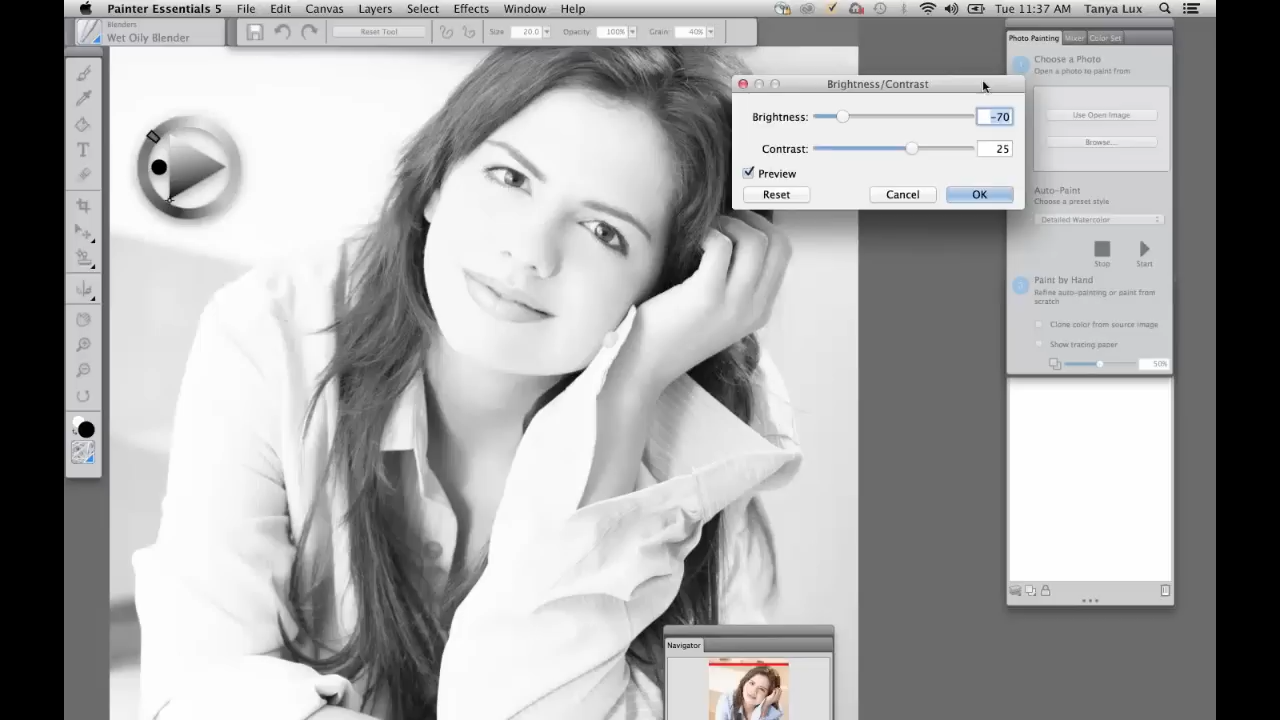 Painter Essentials 5 File Edit Canvas Layers Select Effects Window Help Tue 11:37 AM Tanya Lux
Blenders
Wet Oily Blender
Reset Tool Size 20.0 Opacity: 100% Grain: 40%
Photo Painting Mixer Color Set
Choose a Photo
Open a photo to paint from
Use Open Image
Browse...
Auto-Paint
Choose a preset style
Detailed Watercolor
Stop Start
Paint by Hand
Refine auto-painting or paint from
scratch
Clone color from source image
Show tracing paper
50%
Brightness/Contrast
Brightness: -70
Contrast: 25
Preview
Reset Cancel OK
T
Navigator